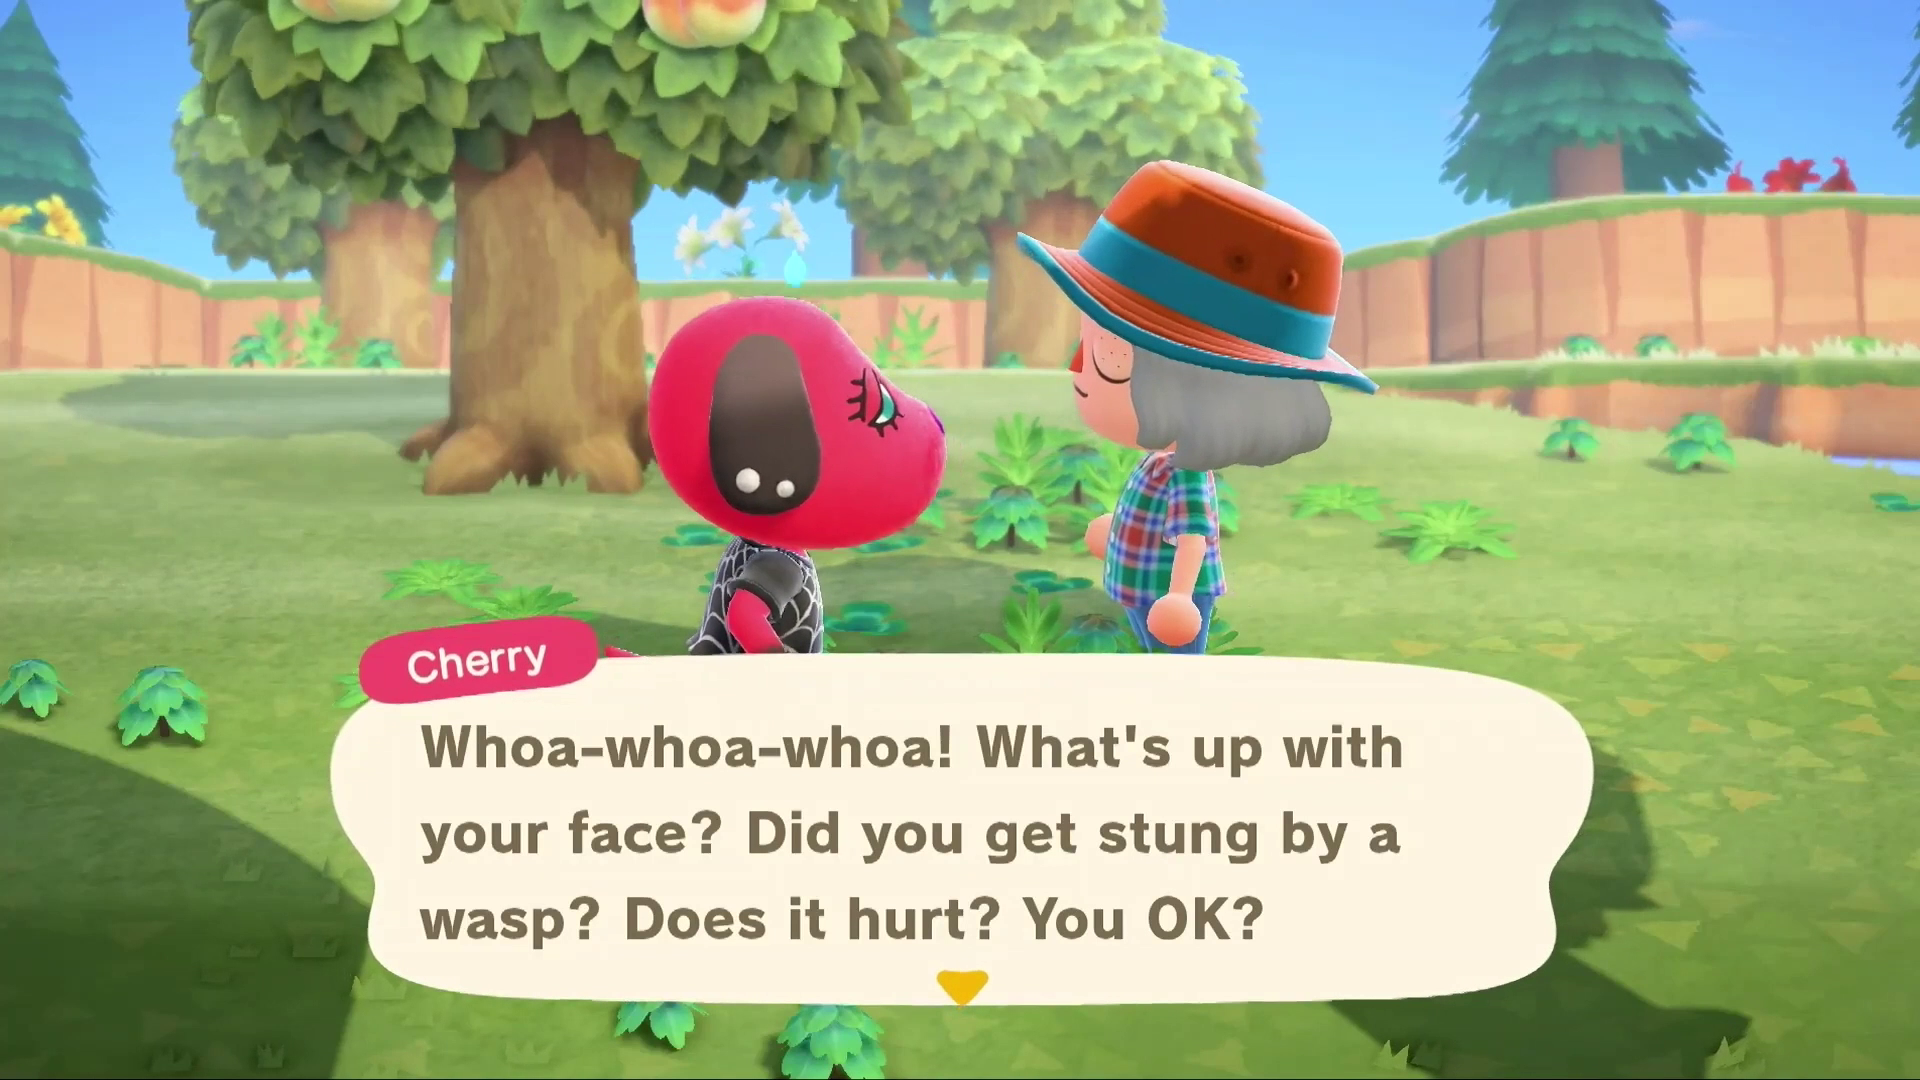 Cherry
Whoa-whoa-whoa! What's up with
your face? Did you get stung by a
wasp? Does it hurt? You OK?